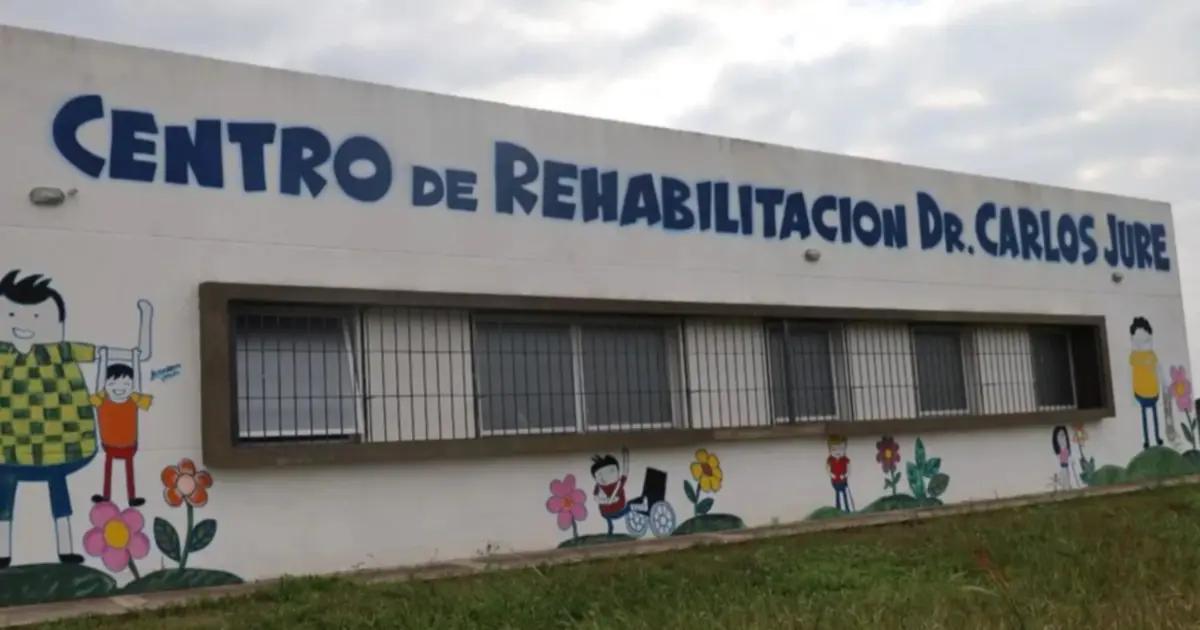 CENTRO DE REHABILITACION DR. CARLOS JURE